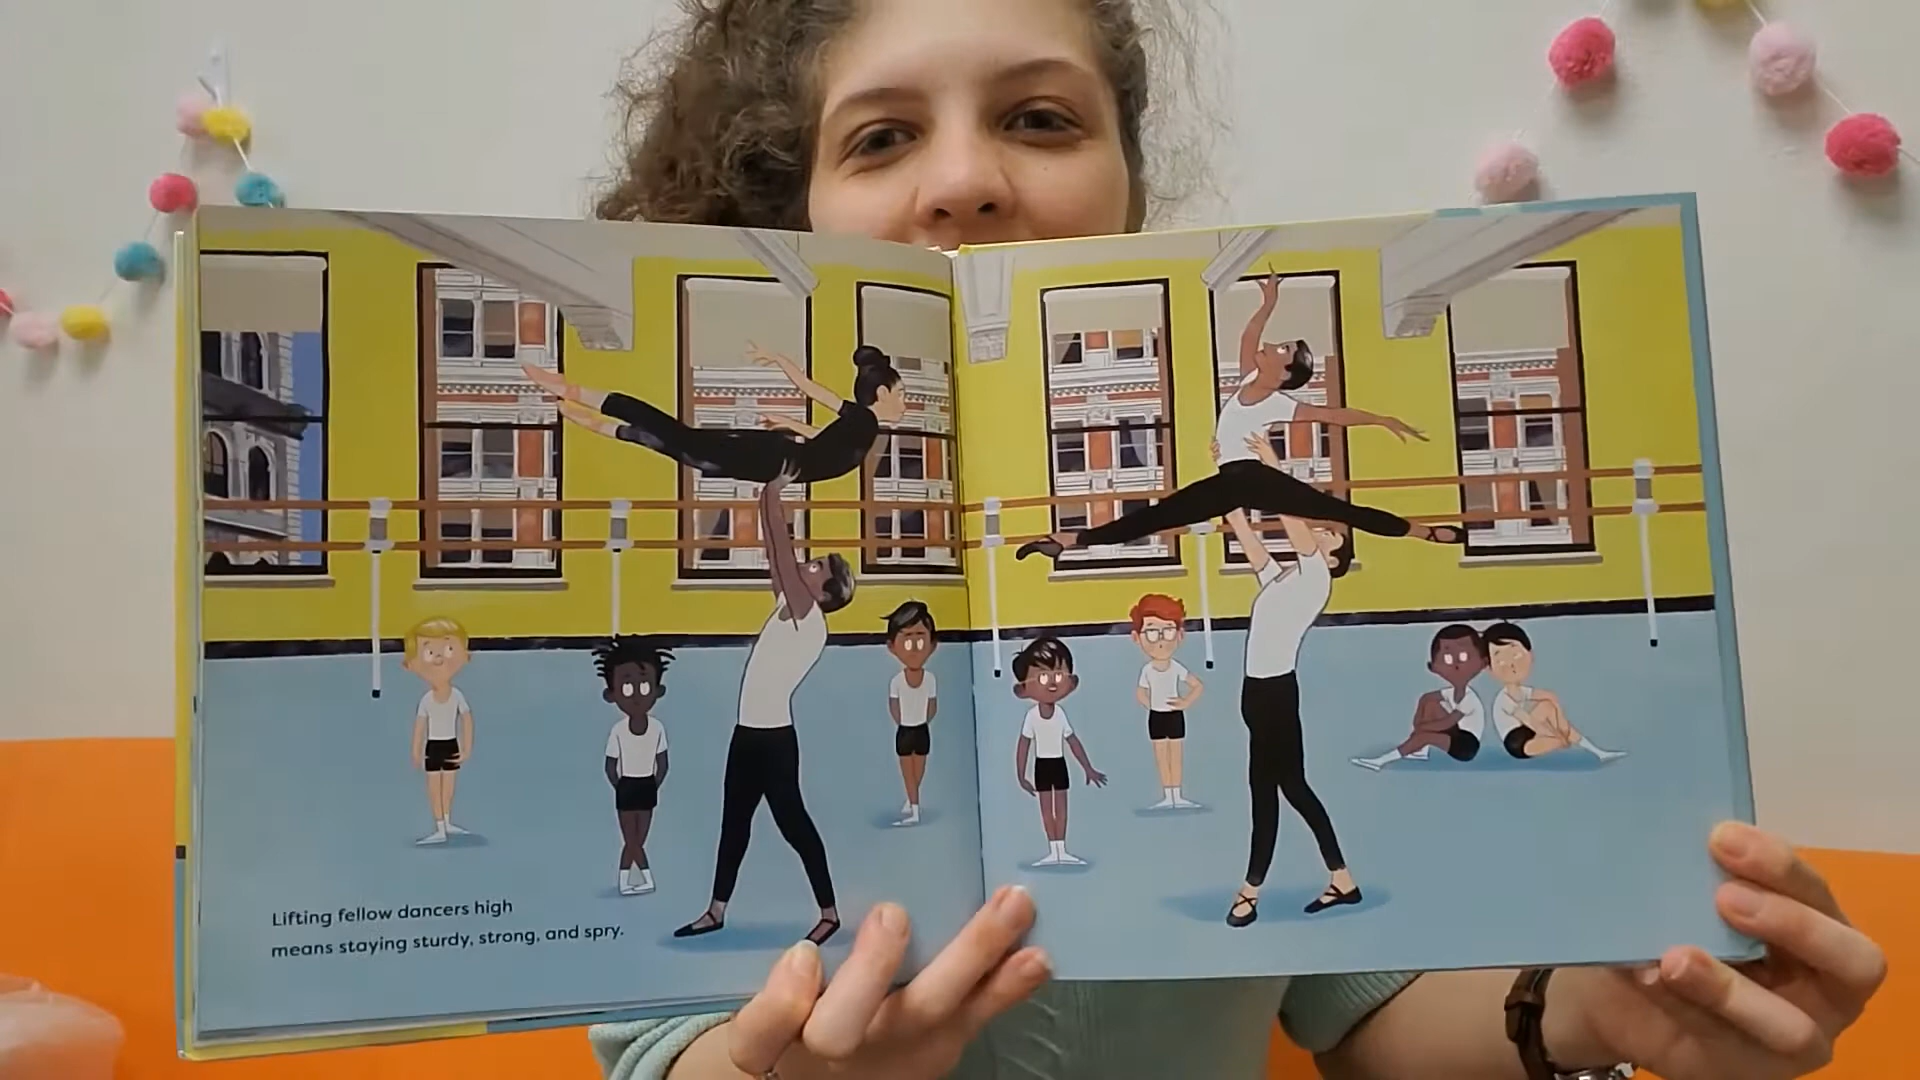 Lifting fellow dancers high
means staying sturdy, strong, and spry.